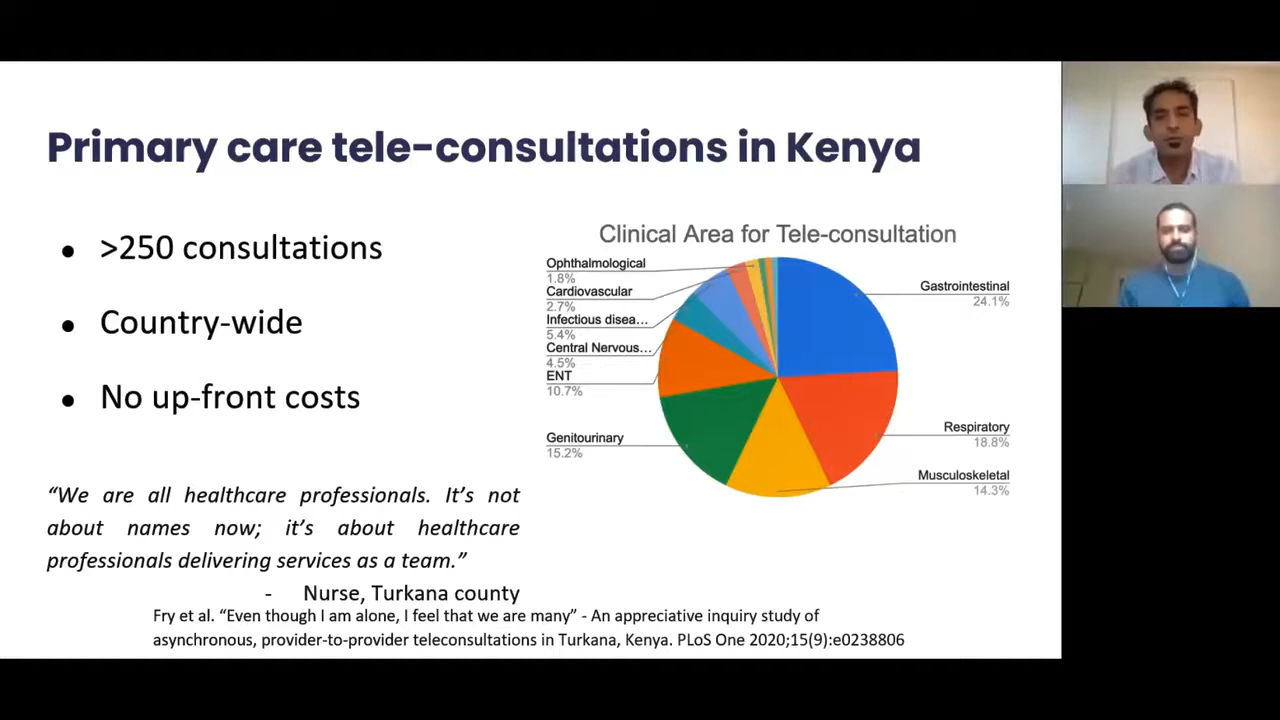 Primary care tele-consultations in Kenya
● >250 consultations
● Country-wide
● No up-front costs
“We are all healthcare professionals. It’s not
about names now; it’s about healthcare
professionals delivering services as a team.”
- Nurse, Turkana county
Clinical Area for Tele-consultation
Ophthalmological
1.8%
Cardiovascular
2.7%
Infectious disea…
5.4%
Central Nervous…
4.5%
ENT
10.7%
Genitourinary
15.2%
Gastrointestinal
24.1%
Respiratory
18.8%
Musculoskeletal
14.3%
Fry et al. “Even though I am alone, I feel that we are many” - An appreciative inquiry study of
asynchronous, provider-to-provider teleconsultations in Turkana, Kenya. PLoS One 2020;15(9):e0238806